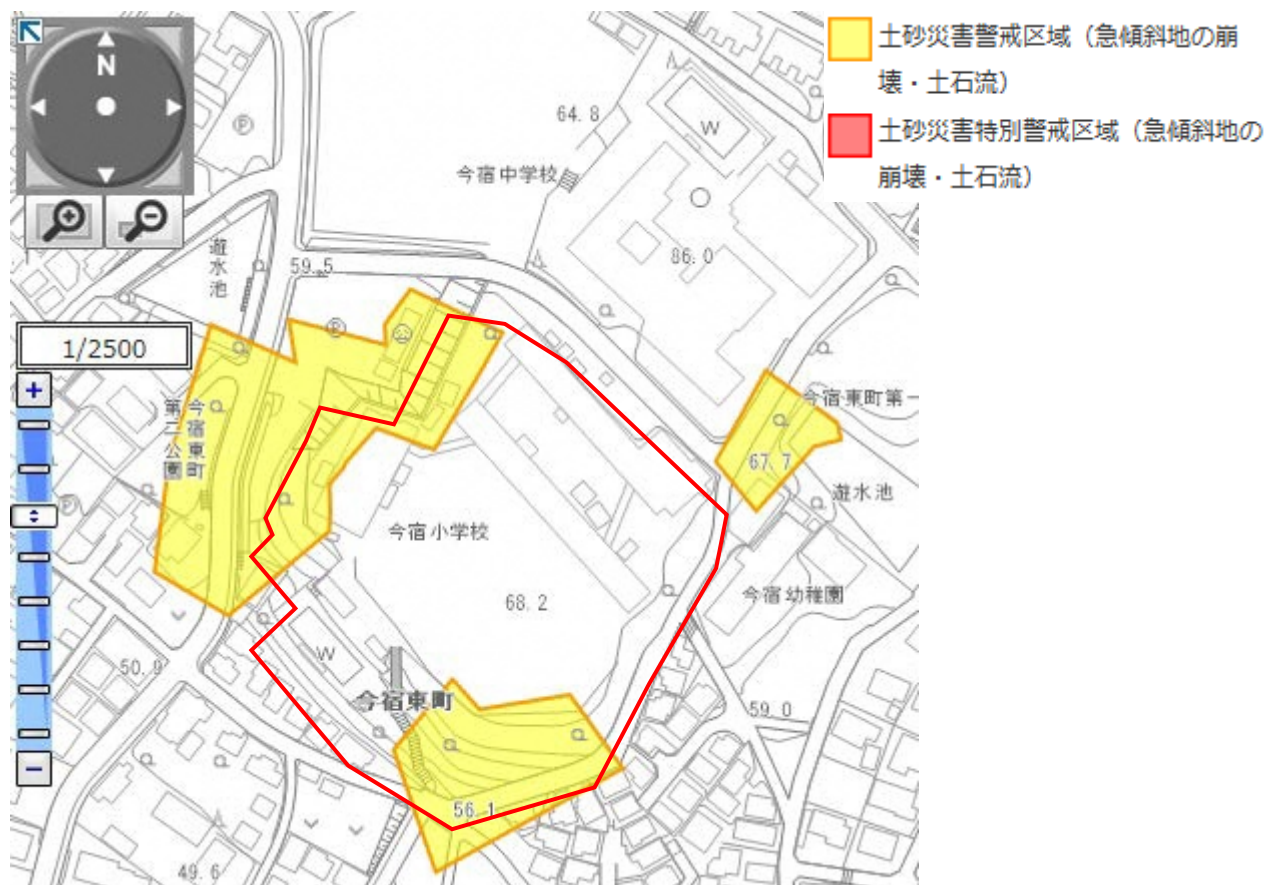 土砂災害警戒区域（急傾斜地の崩
壊・土石流）
土砂災害特別警戒区域（急傾斜地の
崩壊・土石流）
N
P
64.8
W
今宿中学校
86.0
遊水池
59.5
P
1/2500
今宿東町
第二公園
今宿東町第一
67.7
遊水池
P
今宿小学校
今宿幼稚園
68.2
W
50.9
今宿東町
59.0
56.1
49.6
+
−